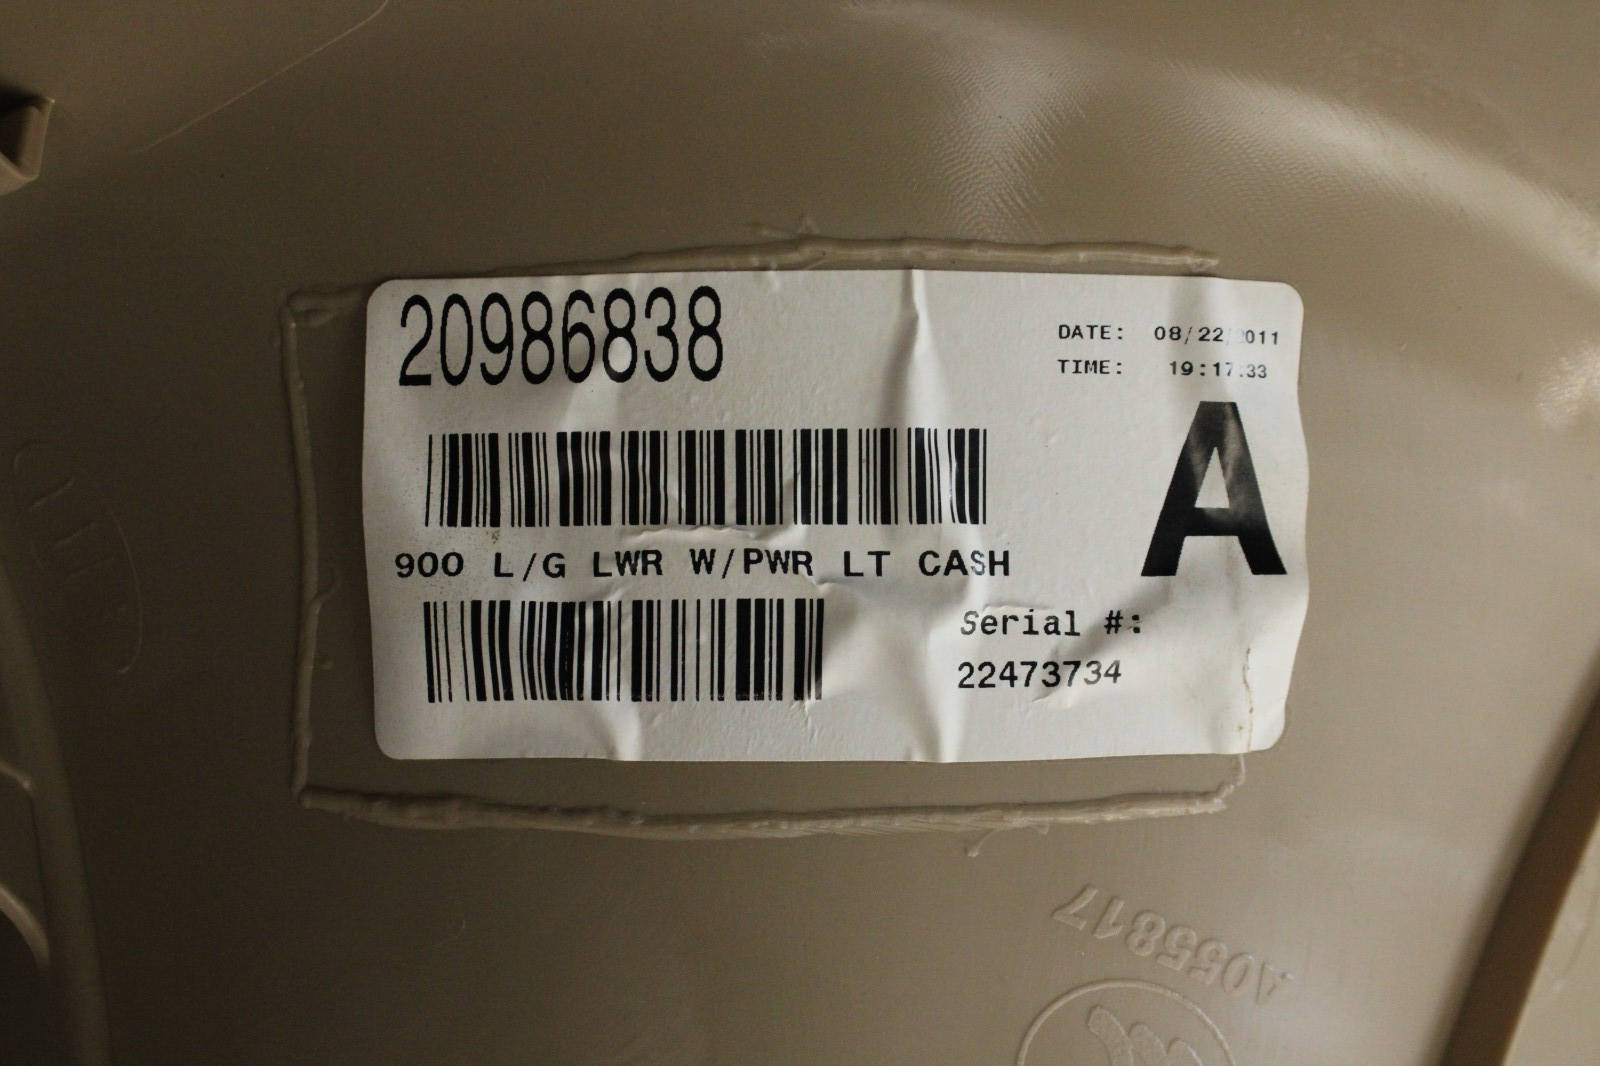 20986838
DATE: 08/22/2011
TIME: 19:17:33
A
900 L/G LWR W/PWR LT CASH
Serial #:
22473734
A055817